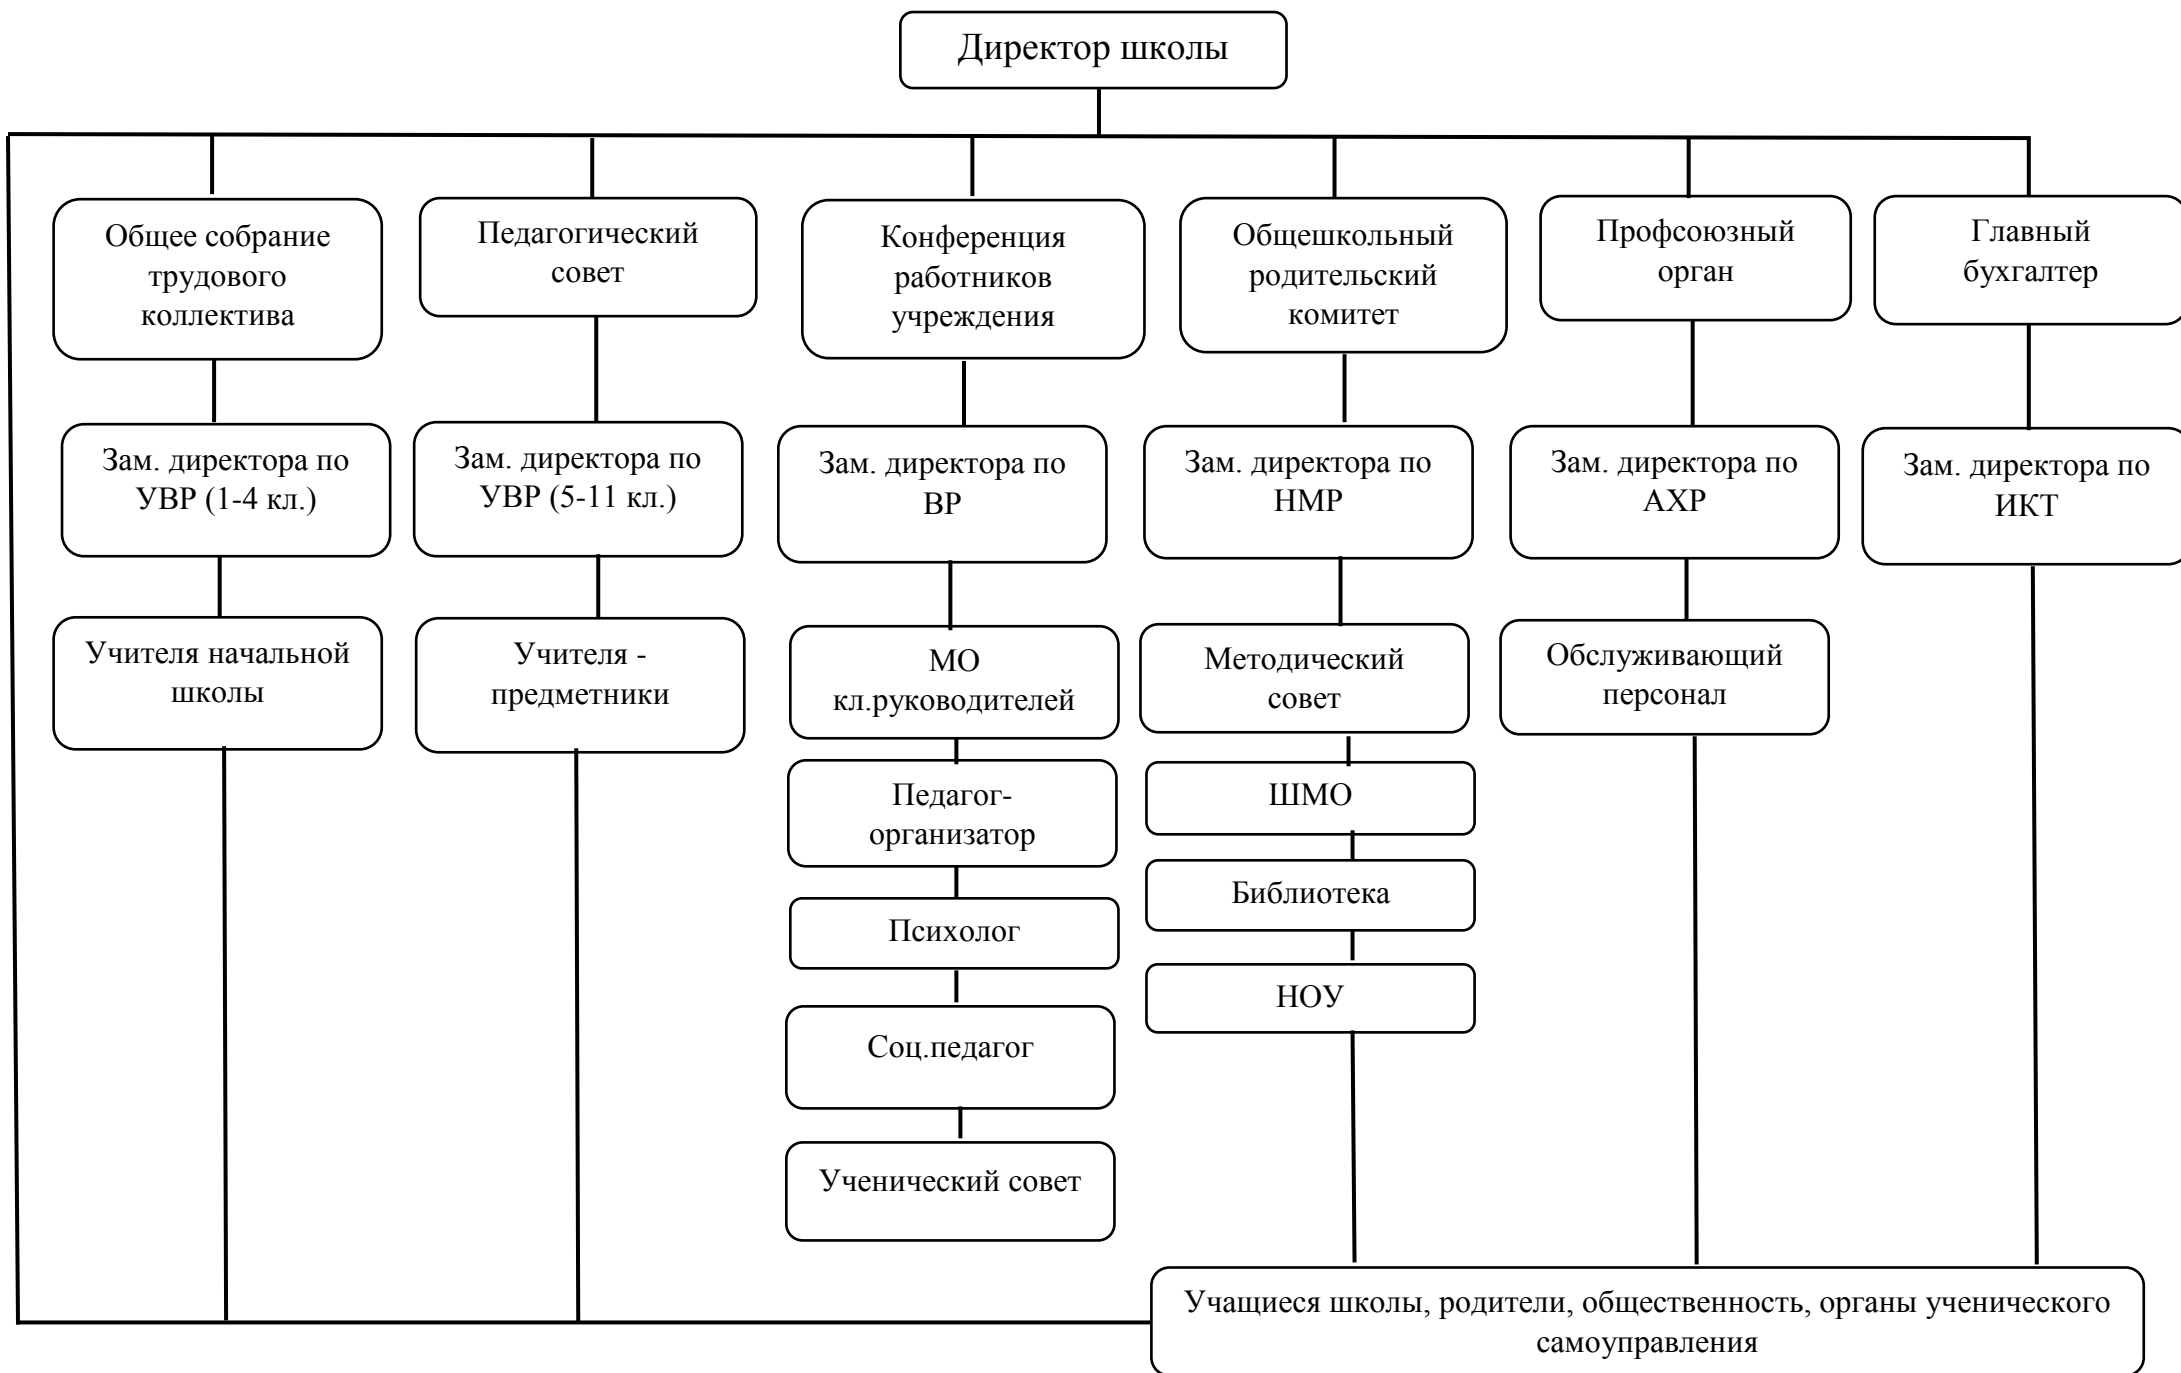 Директор школы
Общее собрание
трудового
коллектива
Педагогический
совет
Конференция
работников
учреждения
Общешкольный
родительский
комитет
Профсоюзный
орган
Главный
бухгалтер
Зам. директора по
УВР (1-4 кл.)
Зам. директора по
УВР (5-11 кл.)
Зам. директора по
ВР
Зам. директора по
НМР
Зам. директора по
АХР
Зам. директора по
ИКТ
Учителя начальной
школы
Учителя -
предметники
МО
кл.руководителей
Методический
совет
Обслуживающий
персонал
Педагог-
организатор
ШМО
Библиотека
Психолог
НОУ
Соц.педагог
Ученический совет
Учащиеся школы, родители, общественность, органы ученического
самоуправления